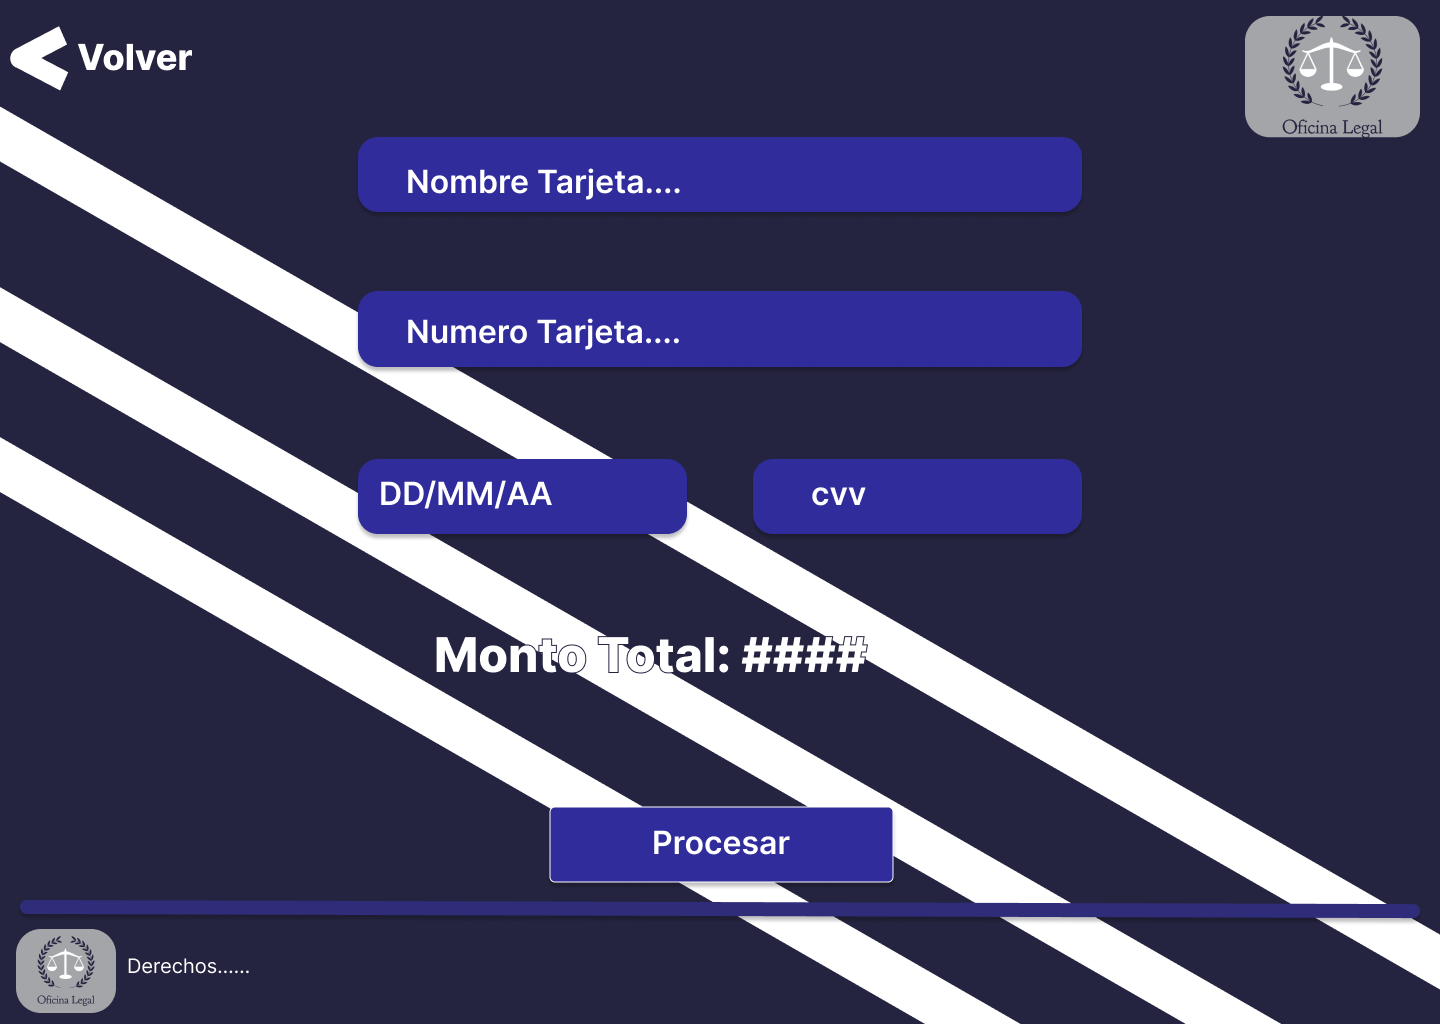 Volver
Oficina Legal
Nombre Tarjeta....
Numero Tarjeta....
DD/MM/AA
cvv
Monto Total: ####
Procesar
Oficina Legal
Derechos......